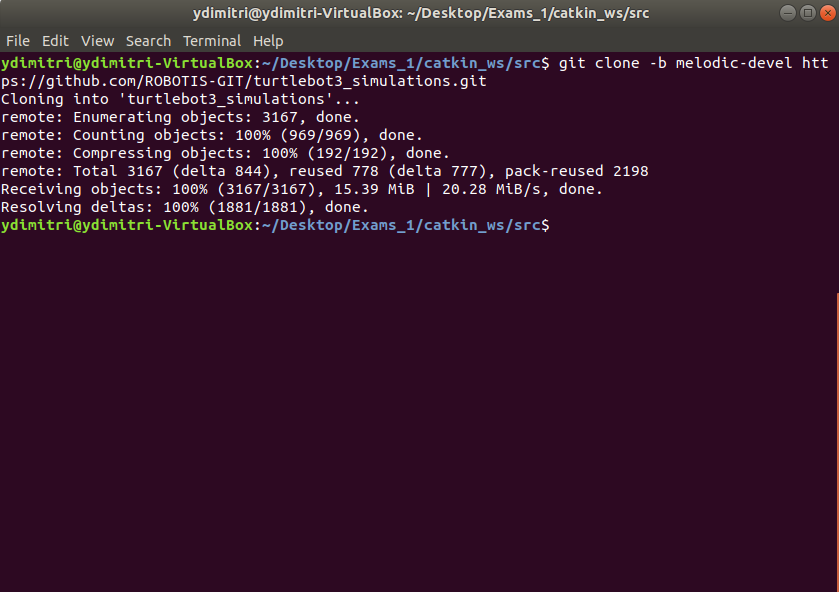 ydimitri@ydimitri-VirtualBox: ~/Desktop/Exams_1/catkin_ws/src
File Edit View Search Terminal Help
ydimitri@ydimitri-VirtualBox:~/Desktop/Exams_1/catkin_ws/src$ git clone -b melodic-devel htt
ps://github.com/ROBOTIS-GIT/turtlebot3_simulations.git
Cloning into 'turtlebot3_simulations'...
remote: Enumerating objects: 3167, done.
remote: Counting objects: 100% (969/969), done.
remote: Compressing objects: 100% (192/192), done.
remote: Total 3167 (delta 844), reused 778 (delta 777), pack-reused 2198
Receiving objects: 100% (3167/3167), 15.39 MiB | 20.28 MiB/s, done.
Resolving deltas: 100% (1881/1881), done.
ydimitri@ydimitri-VirtualBox:~/Desktop/Exams_1/catkin_ws/src$